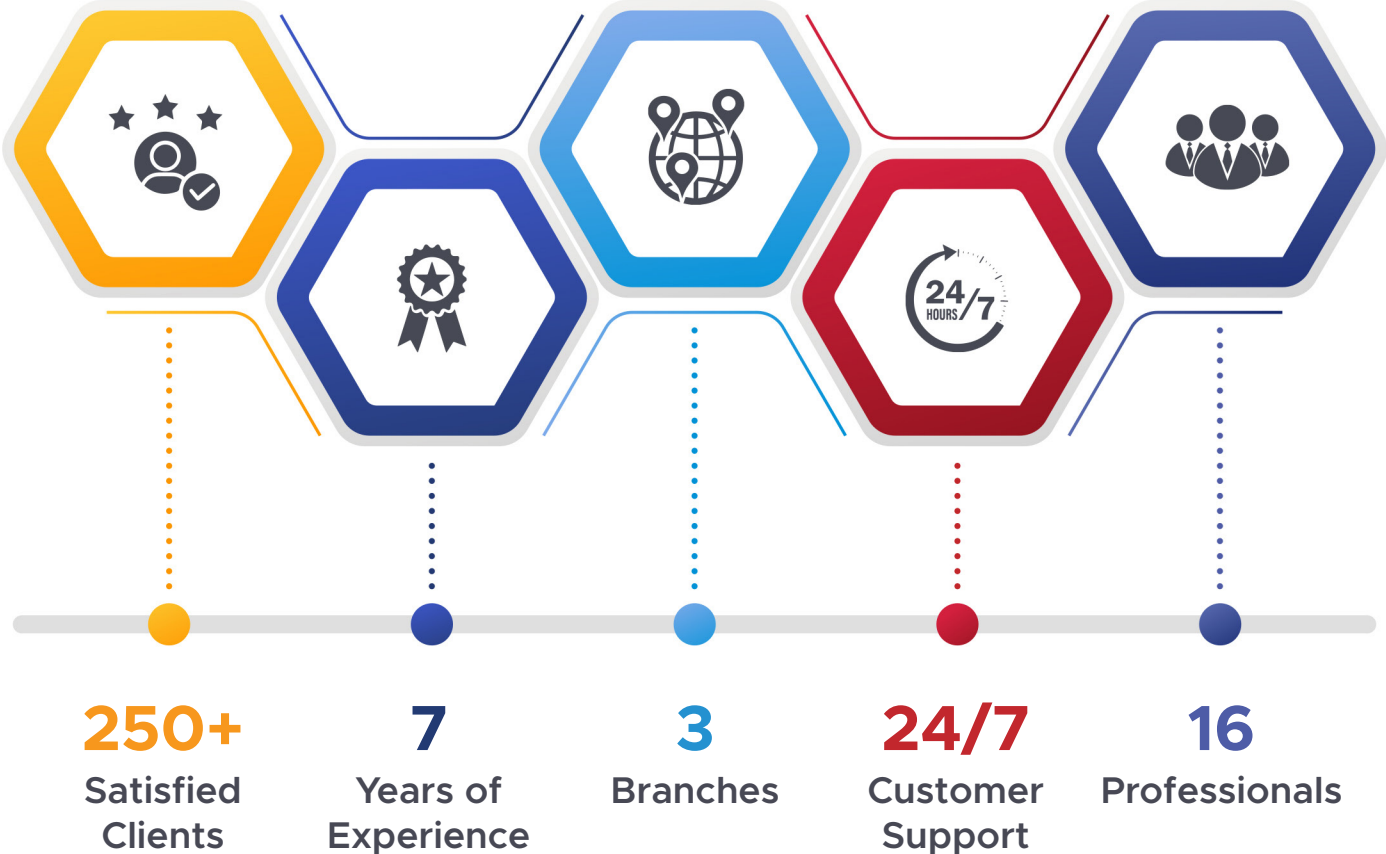 24/7
HOURS
250+
Satisfied
Clients
7
Years of
Experience
3
Branches
24/7
Customer
Support
16
Professionals